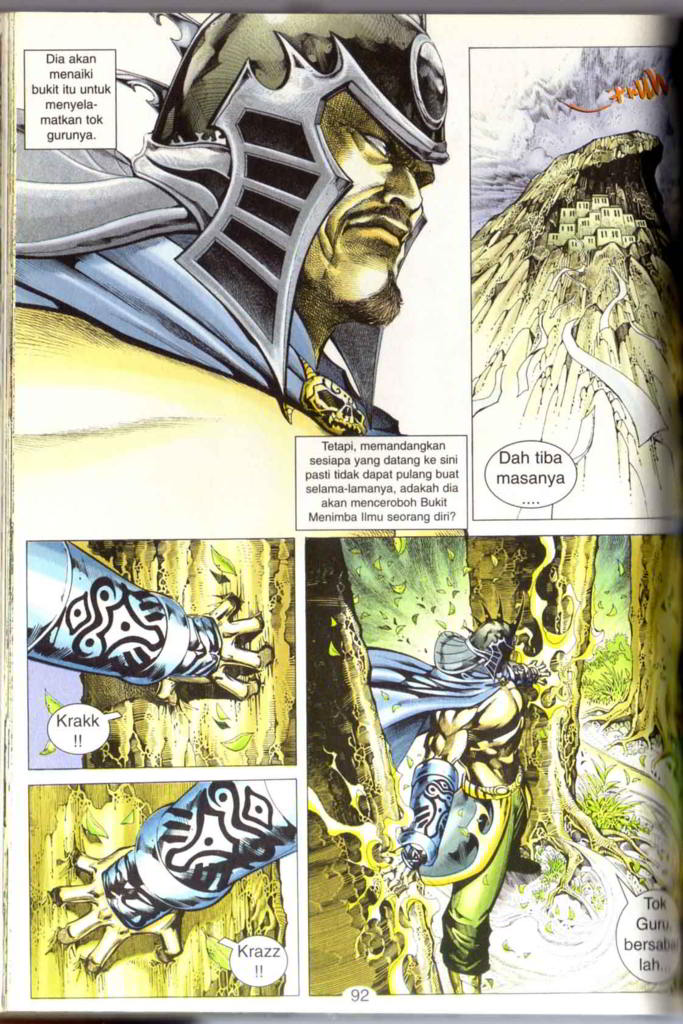 Dia akan
menaiki
bukit itu untuk
menyela-
matkan tok
gurunya.
Tetapi, memandangkan
sesiapa yang datang ke sini
pasti tidak dapat pulang buat
selama-lamanya, adakah dia
akan menceroboh Bukit
Menimba Ilmu seorang diri?
Dah tiba
masanya
....
Krakk
!!
Krazz
!!
Tok
Guru,
bersaba
lah...
92